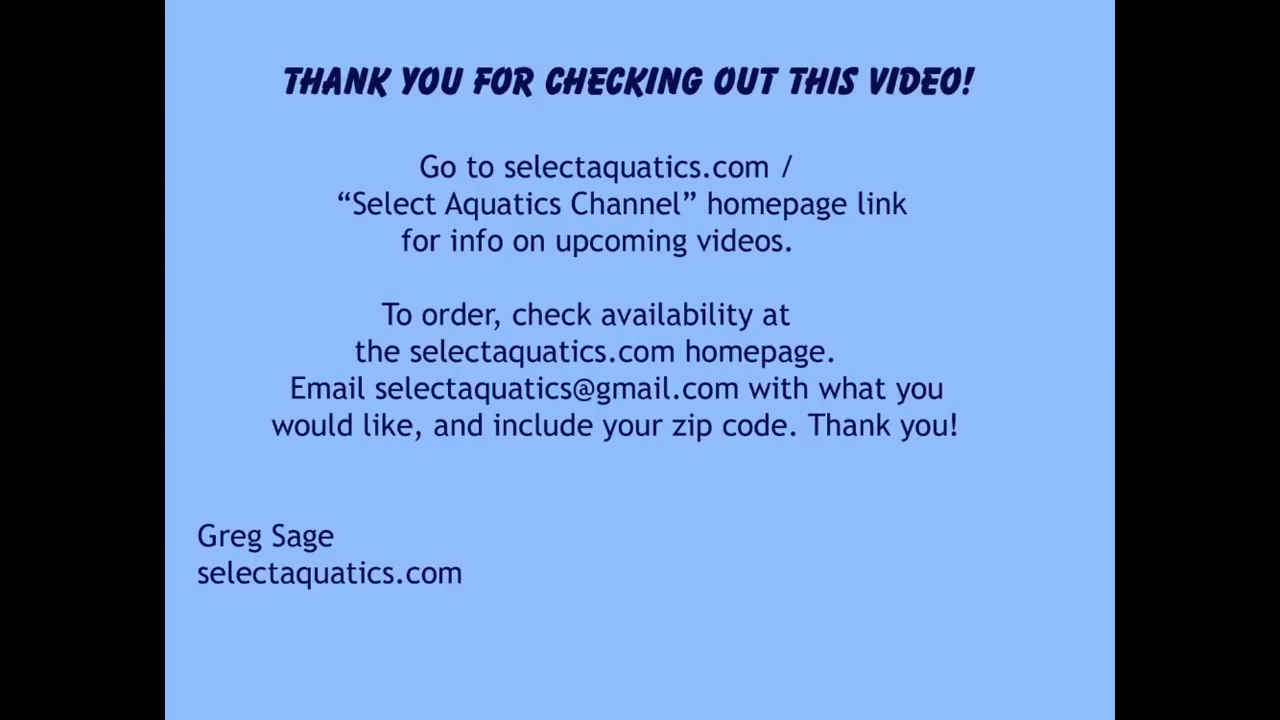 THANK YOU FOR CHECKING OUT THIS VIDEO!
Go to selectaquatics.com /
“Select Aquatics Channel” homepage link
for info on upcoming videos.
To order, check availability at
the selectaquatics.com homepage.
Email selectaquatics@gmail.com with what you
would like, and include your zip code. Thank you!
Greg Sage
selectaquatics.com